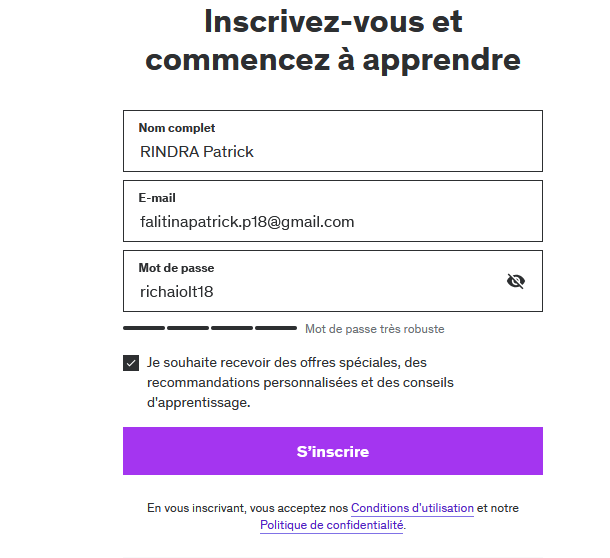 Inscrivez-vous et
commencez à apprendre
Nom complet
RINDRA Patrick
E-mail
falitinapatrick.p18@gmail.com
Mot de passe
richaiolt18
Mot de passe très robuste
Je souhaite recevoir des offres spéciales, des
recommandations personnalisées et des conseils
d'apprentissage.
S'inscrire
En vous inscrivant, vous acceptez nos Conditions d'utilisation et notre
Politique de confidentialité.